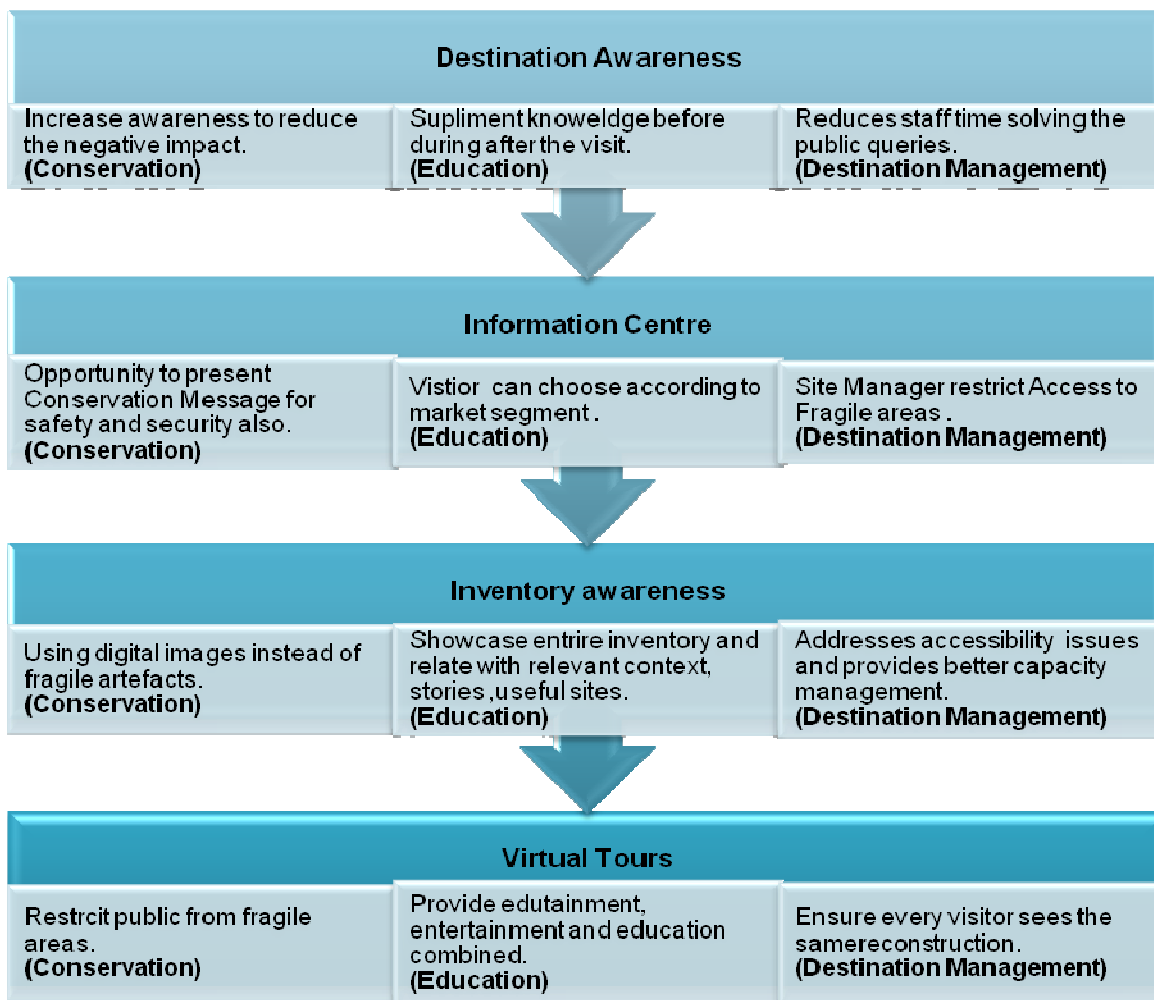 Destination Awareness
Increase awareness to reduce
the negative impact.
(Conservation)
Supliment knoweldge before
during after the visit.
(Education)
Reduces staff time solving the
public queries.
(Destination Management)
Information Centre
Opportunity to present
Conservation Message for
safety and security also.
(Conservation)
Vistior can choose according to
market segment .
(Education)
Site Manager restrict Access to
Fragile areas .
(Destination Management)
Inventory awareness
Using digital images instead of
fragile artefacts.
(Conservation)
Showcase entrire inventory and
relate with relevant context,
stories ,useful sites.
(Education)
Addresses accessibility issues
and provides better capacity
management.
(Destination Management)
Virtual Tours
Restrcit public from fragile
areas.
(Conservation)
Provide edutainment,
entertainment and education
combined.
(Education)
Ensure every visitor sees the
samereconstruction.
(Destination Management)